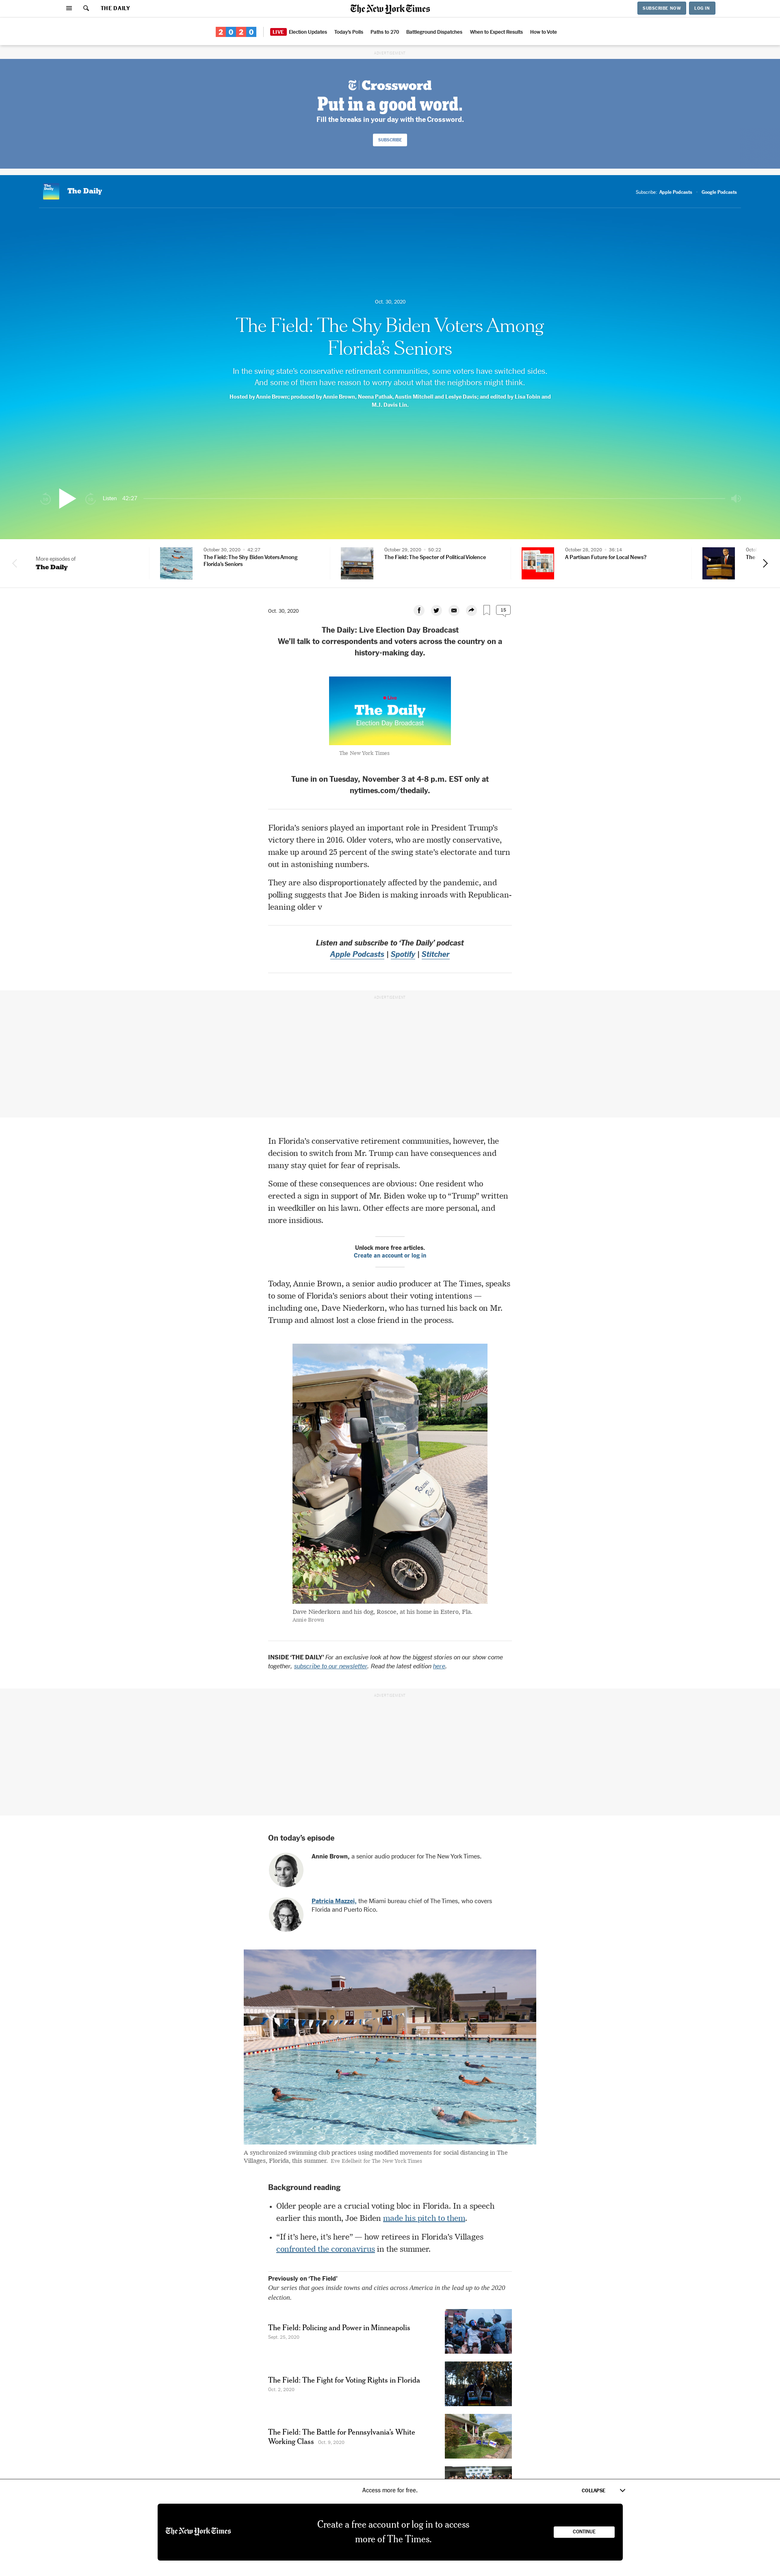 THE DAILY
The New York Times
SUBSCRIBE NOW
LOG IN
2020
LIVE Election Updates
Today's Polls
Paths to 270
Battleground Dispatches
When to Expect Results
How to Vote
ADVERTISEMENT
Crossword
Put in a good word.
Fill the breaks in your day with the Crossword.
SUBSCRIBE
The Daily
The Daily
Subscribe: Apple Podcasts
Google Podcasts
Oct. 30, 2020
The Field: The Shy Biden Voters Among
Florida's Seniors
In the swing state's conservative retirement communities, some voters have switched sides.
And some of them have reason to worry about what the neighbors might think.
Hosted by Annie Brown; produced by Annie Brown, Neena Pathak, Austin Mitchell and Leslye Davis; and edited by Lisa Tobin and
M.J. Davis Lin.
Listen 42:27
More episodes of
The Daily
October 30, 2020 • 42:27
The Field: The Shy Biden Voters Among
Florida's Seniors
October 29, 2020 • 50:22
The Field: The Specter of Political Violence
October 28, 2020 • 36:14
A Partisan Future for Local News?
Oct. 30, 2020
15
The Daily: Live Election Day Broadcast
We'll talk to correspondents and voters across the country on a
history-making day.
Live
The Daily
Election Day Broadcast
The New York Times
Tune in on Tuesday, November 3 at 4-8 p.m. EST only at
nytimes.com/thedaily.
Florida's seniors played an important role in President Trump's
victory there in 2016. Older voters, who are mostly conservative,
make up around 25 percent of the swing state's electorate and turn
out in astonishing numbers.
They are also disproportionately affected by the pandemic, and
polling suggests that Joe Biden is making inroads with Republican-
leaning older v
Listen and subscribe to 'The Daily' podcast
Apple Podcasts | Spotify | Stitcher
ADVERTISEMENT
In Florida's conservative retirement communities, however, the
decision to switch from Mr. Trump can have consequences and
many stay quiet for fear of reprisals.
Some of these consequences are obvious: One resident who
erected a sign in support of Mr. Biden woke up to "Trump" written
in weedkiller on his lawn. Other effects are more personal, and
more insidious.
Unlock more free articles.
Create an account or log in
Today, Annie Brown, a senior audio producer at The Times, speaks
to some of Florida's seniors about their voting intentions —
including one, Dave Niederkorn, who has turned his back on Mr.
Trump and almost lost a close friend in the process.
Dave Niederkorn and his dog, Roscoe, at his home in Estero, Fla.
Annie Brown
INSIDE 'THE DAILY' For an exclusive look at how the biggest stories on our show come
together, subscribe to our newsletter. Read the latest edition here.
ADVERTISEMENT
On today's episode
Annie Brown, a senior audio producer for The New York Times.
Patricia Mazzei, the Miami bureau chief of The Times, who covers
Florida and Puerto Rico.
A synchronized swimming club practices using modified movements for social distancing in The
Villages, Florida, this summer. Eve Edelheit for The New York Times
Background reading
• Older people are a crucial voting bloc in Florida. In a speech
earlier this month, Joe Biden made his pitch to them.
• "If it's here, it's here" — how retirees in Florida's Villages
confronted the coronavirus in the summer.
Previously on 'The Field'
Our series that goes inside towns and cities across America in the lead up to the 2020
election.
The Field: Policing and Power in Minneapolis
Sept. 25, 2020
The Field: The Fight for Voting Rights in Florida
Oct. 2, 2020
The Field: The Battle for Pennsylvania's White
Working Class Oct. 9, 2020
Access more for free.
COLLAPSE
The New York Times
Create a free account or log in to access
more of The Times.
CONTINUE